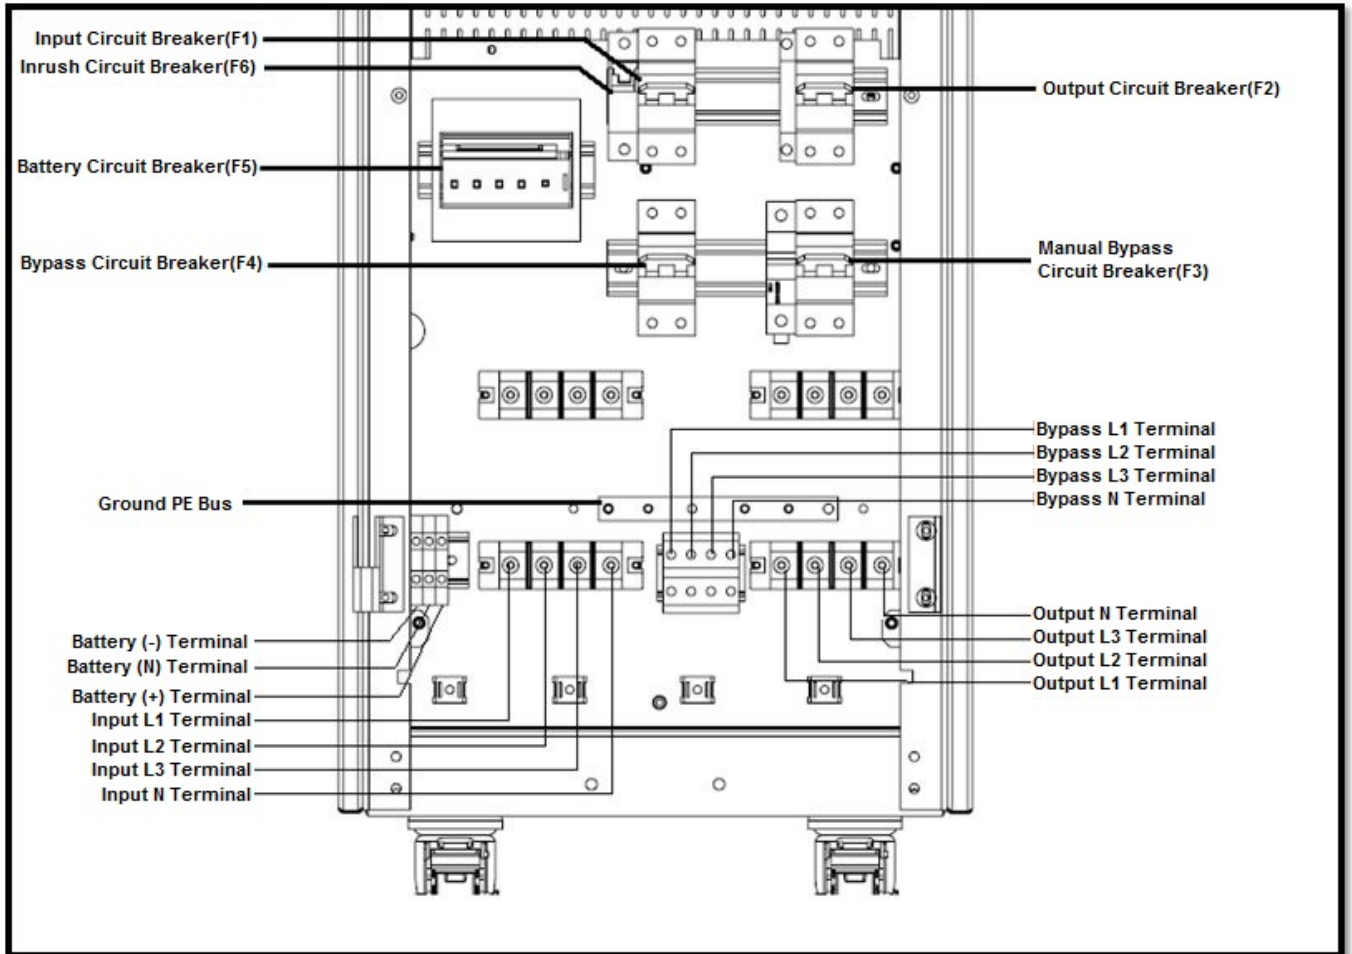 Input Circuit Breaker(F1)
Inrush Circuit Breaker(F6)
Output Circuit Breaker(F2)
Battery Circuit Breaker(F5)
Bypass Circuit Breaker(F4)
Manual Bypass
Circuit Breaker(F3)
Bypass L1 Terminal
Bypass L2 Terminal
Bypass L3 Terminal
Bypass N Terminal
Ground PE Bus
Output N Terminal
Output L3 Terminal
Output L2 Terminal
Output L1 Terminal
Battery (-) Terminal
Battery (N) Terminal
Battery (+) Terminal
Input L1 Terminal
Input L2 Terminal
Input L3 Terminal
Input N Terminal